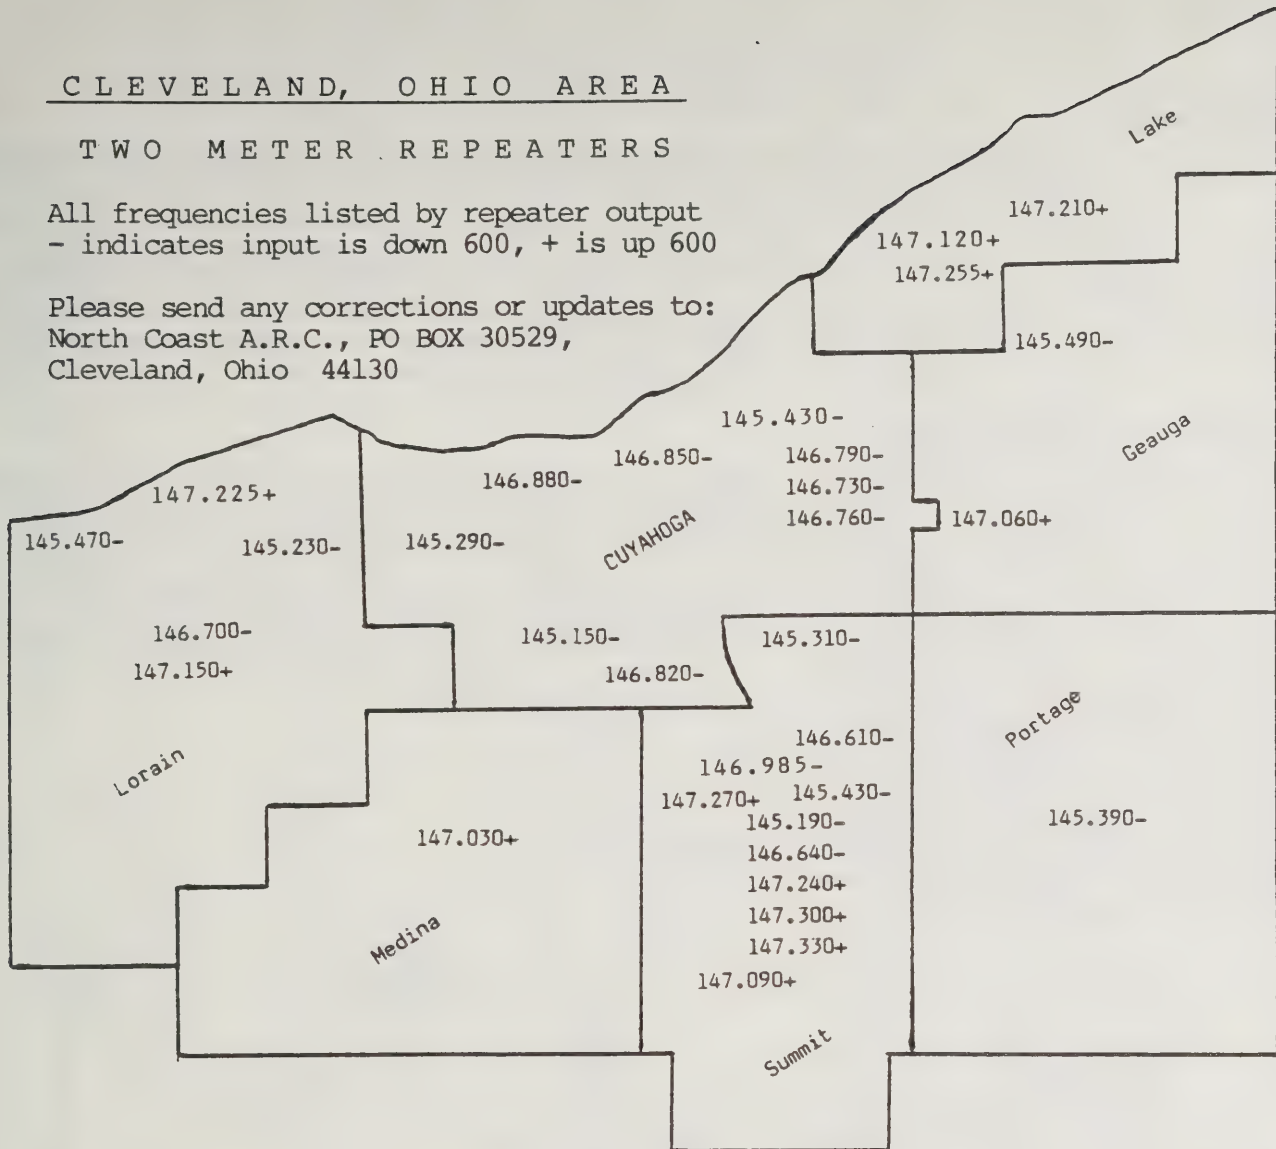 CLEVELAND, OHIO AREA
TWO METER REPEATERS
All frequencies listed by repeater output
- indicates input is down 600, + is up 600
Please send any corrections or updates to:
North Coast A.R.C., PO BOX 30529,
Cleveland, Ohio 44130
Lake
147.210+
147.120+
147.255+
145.490-
Geauga
147.060+
145.430-
146.850-
146.790-
146.880-
146.730-
146.760-
145.290-
CUYAHOGA
145.150-
146.820-
147.225+
145.470-
145.230-
146.700-
147.150+
Lorain
147.030+
Medina
145.310-
146.610-
146.985-
147.270+ 145.430-
145.190-
146.640-
147.240+
147.300+
147.330+
147.090+
Summit
Portage
145.390-